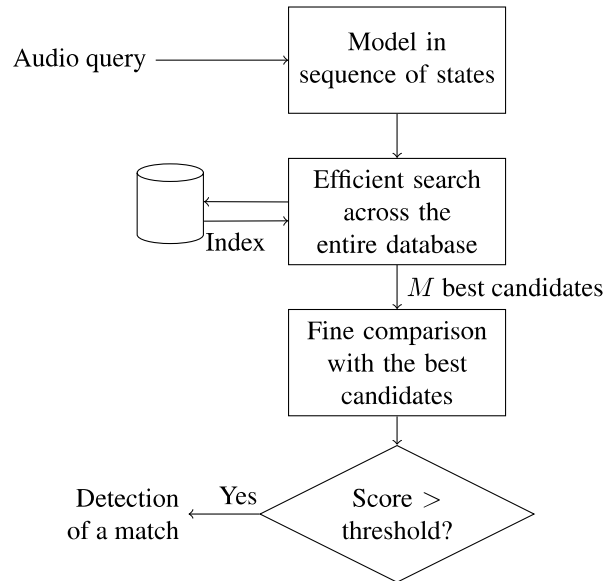 Audio query
Model in
sequence of states
Efficient search
across the
entire database
Index
M best candidates
Fine comparison
with the best
candidates
Score >
threshold?
Yes
Detection
of a match